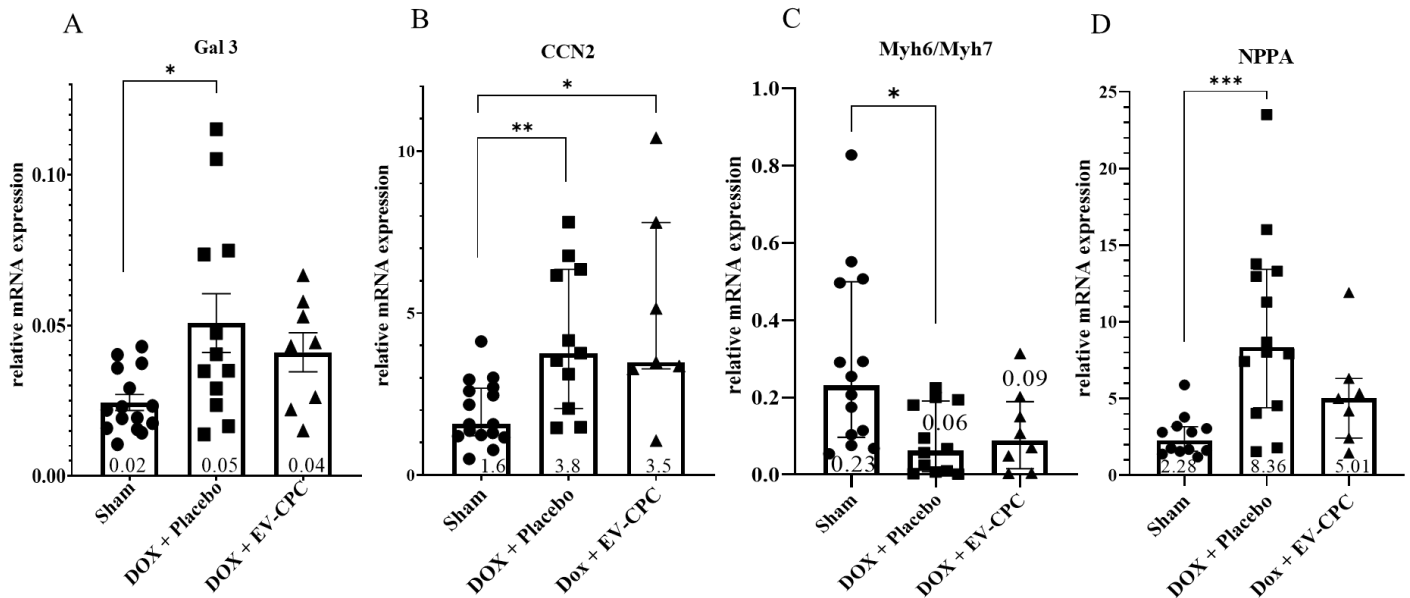 A
Gal 3
*
relative mRNA expression
0.10
0.05
0.00
0.02
0.05
0.04
Sham
DOX + Placebo
DOX + EV-CPC
B
CCN2
*
**
relative mRNA expression
10
5
0
1.6
3.8
3.5
Sham
DOX + Placebo
Dox + EV-CPC
C
Myh6/Myh7
*
relative mRNA expression
1.0
0.8
0.6
0.4
0.2
0.0
0.23
0.06
0.09
Sham
DOX + Placebo
DOX + EV-CPC
D
NPPA
***
relative mRNA expression
25
20
15
10
5
0
2.28
8.36
5.01
Sham
DOX + Placebo
Dox + EV-CPC